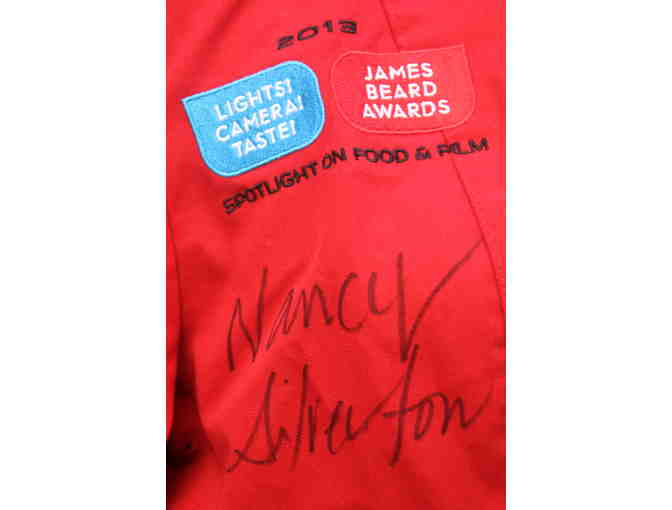 2013
LIGHTS!
CAMERA!
TASTE!
JAMES
BEARD
AWARDS
SPOTLIGHT ON FOOD & FILM
Nancy
Silverton